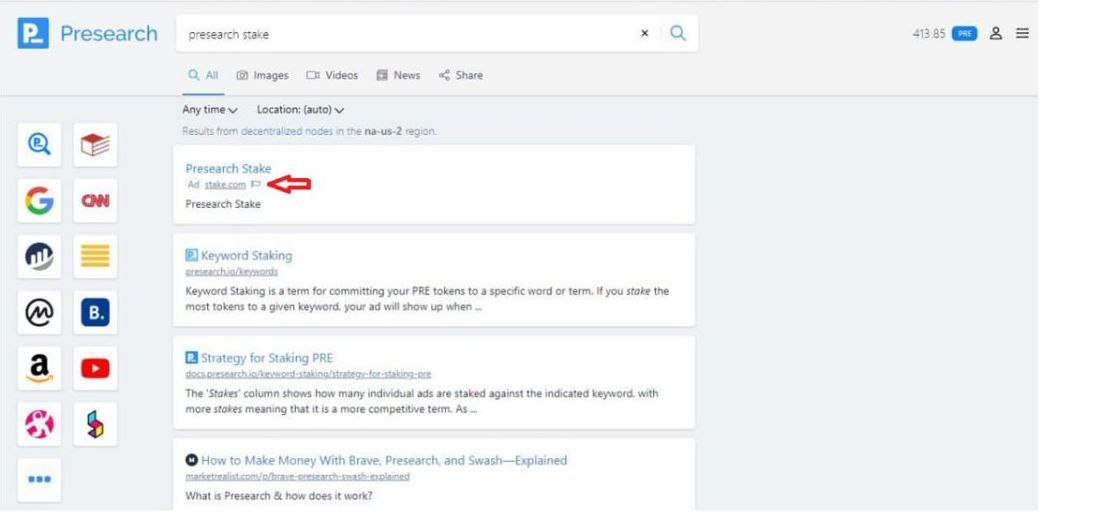 Presearch
presearch stake
413.85 PRE
All Images Videos News Share
Any time Location: (auto)
Results from decentralized nodes in the na-us-2 region.
Presearch Stake
Ad stake.com
Presearch Stake
Keyword Staking
presearch.io/keywords
Keyword Staking is a term for committing your PRE tokens to a specific word or term. If you stake the
most tokens to a given keyword, your ad will show up when ...
Strategy for Staking PRE
docs.presearch.io/keyword-staking/strategy-for-staking-pre
The 'Stakes' column shows how many individual ads are staked against the indicated keyword, with
more stakes meaning that it is a more competitive term. As ...
How to Make Money With Brave, Presearch, and Swash—Explained
marketrealist.com/p/brave-presearch-swash-explained
What is Presearch & how does it work?
CNN
B.
a